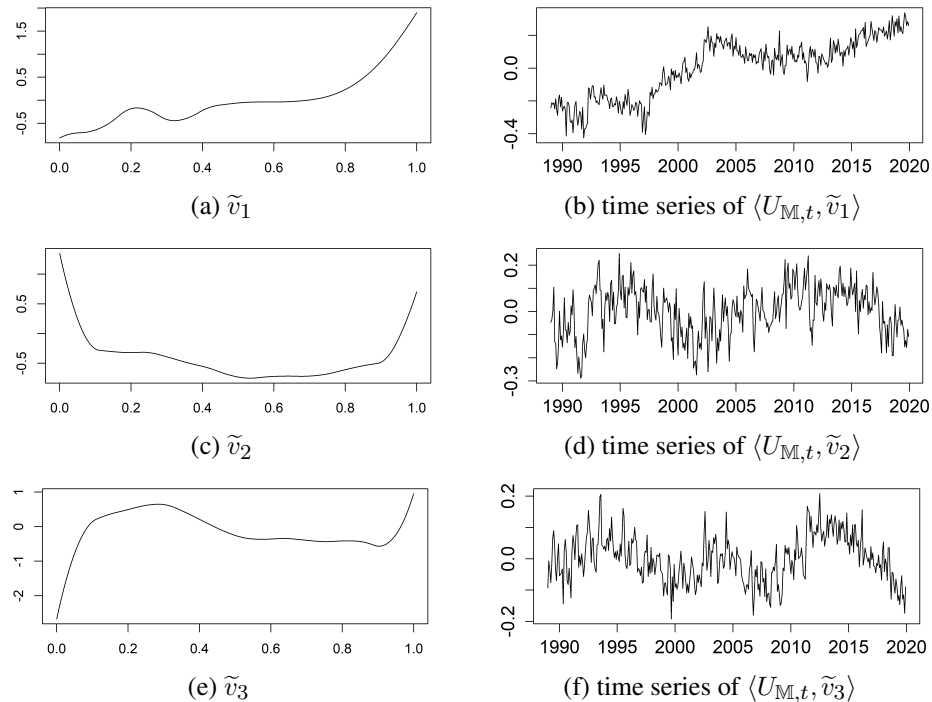 1.5
0.5
-0.5
0.0 0.2 0.4 0.6 0.8 1.0
(a) ṽ₁
0.0
-0.4
1990 1995 2000 2005 2010 2015 2020
(b) time series of ⟨U_{𝕄,t}, ṽ₁⟩
0.5
-0.5
0.0 0.2 0.4 0.6 0.8 1.0
(c) ṽ₂
0.2
0.0
-0.3
1990 1995 2000 2005 2010 2015 2020
(d) time series of ⟨U_{𝕄,t}, ṽ₂⟩
1
0
-1
-2
0.0 0.2 0.4 0.6 0.8 1.0
(e) ṽ₃
0.2
0.0
-0.2
1990 1995 2000 2005 2010 2015 2020
(f) time series of ⟨U_{𝕄,t}, ṽ₃⟩